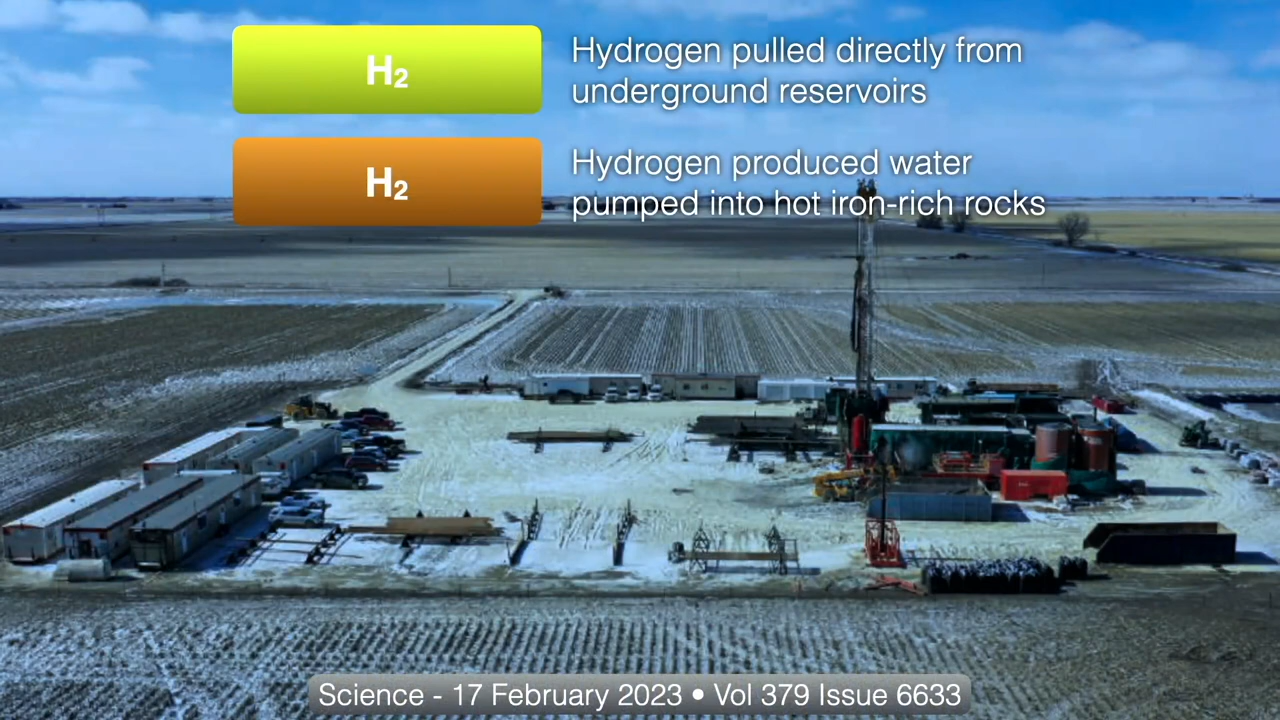 H₂
Hydrogen pulled directly from
underground reservoirs
H₂
Hydrogen produced water
pumped into hot iron-rich rocks
Science - 17 February 2023 • Vol 379 Issue 6633